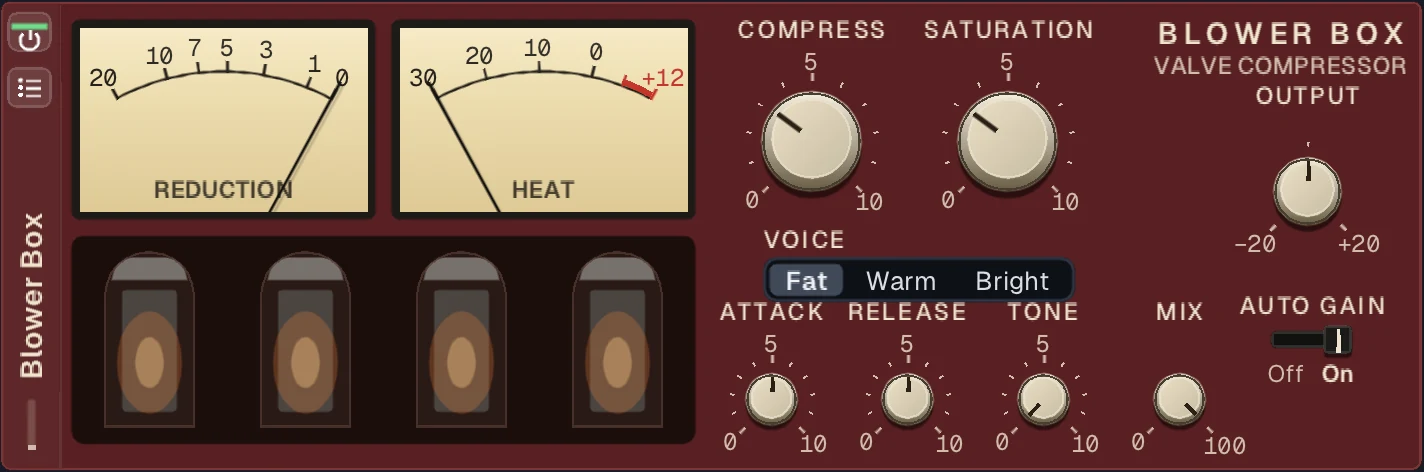 Blower Box
20 10 7 5 3 1 0
REDUCTION
30 20 10 0 +12
HEAT
COMPRESS
5
0 10
SATURATION
5
0 10
BLOWER BOX
VALVE COMPRESSOR
OUTPUT
-20 +20
VOICE
Fat Warm Bright
ATTACK
5
0 10
RELEASE
5
0 10
TONE
5
0 10
MIX
0 100
AUTO GAIN
Off On